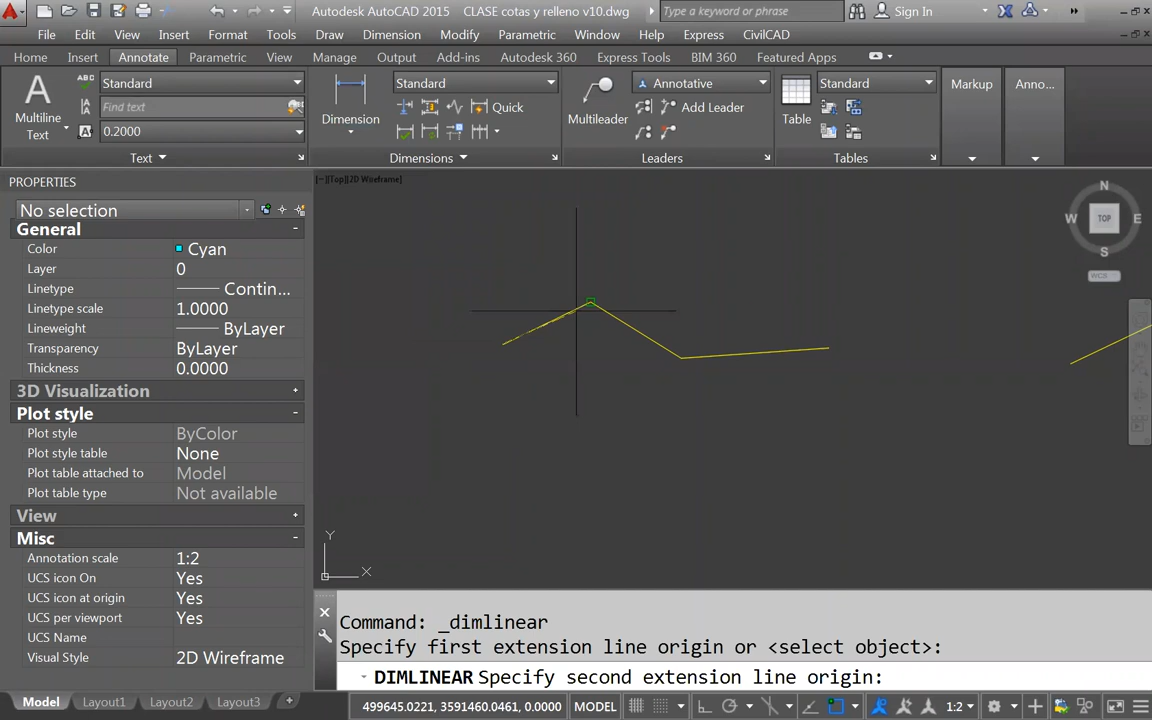 Autodesk AutoCAD 2015 CLASE cotas y relleno v10.dwg Type a keyword or phrase Sign In
File Edit View Insert Format Tools Draw Dimension Modify Parametric Window Help Express CivilCAD
Home Insert Annotate Parametric View Manage Output Add-ins Autodesk 360 Express Tools BIM 360 Featured Apps
A Multiline Text ABC Standard Dimension Standard Multileader Annotative Table Standard Markup Anno...
Find text Quick Add Leader
0.2000
Text Dimensions Leaders Tables
PROPERTIES
[−][Top][2D Wireframe]
No selection
General
Color Cyan
Layer 0
Linetype Contin...
Linetype scale 1.0000
Lineweight ByLayer
Transparency ByLayer
Thickness 0.0000
3D Visualization
Plot style
Plot style ByColor
Plot style table None
Plot table attached to Model
Plot table type Not available
View
Misc
Annotation scale 1:2
UCS icon On Yes
UCS icon at origin Yes
UCS per viewport Yes
UCS Name
Visual Style 2D Wireframe
N
W TOP E
S
WCS
Y
X
Command: _dimlinear
Specify first extension line origin or <select object>:
DIMLINEAR Specify second extension line origin:
Model Layout1 Layout2 Layout3 + 499645.0221, 3591460.0461, 0.0000 MODEL 1:2